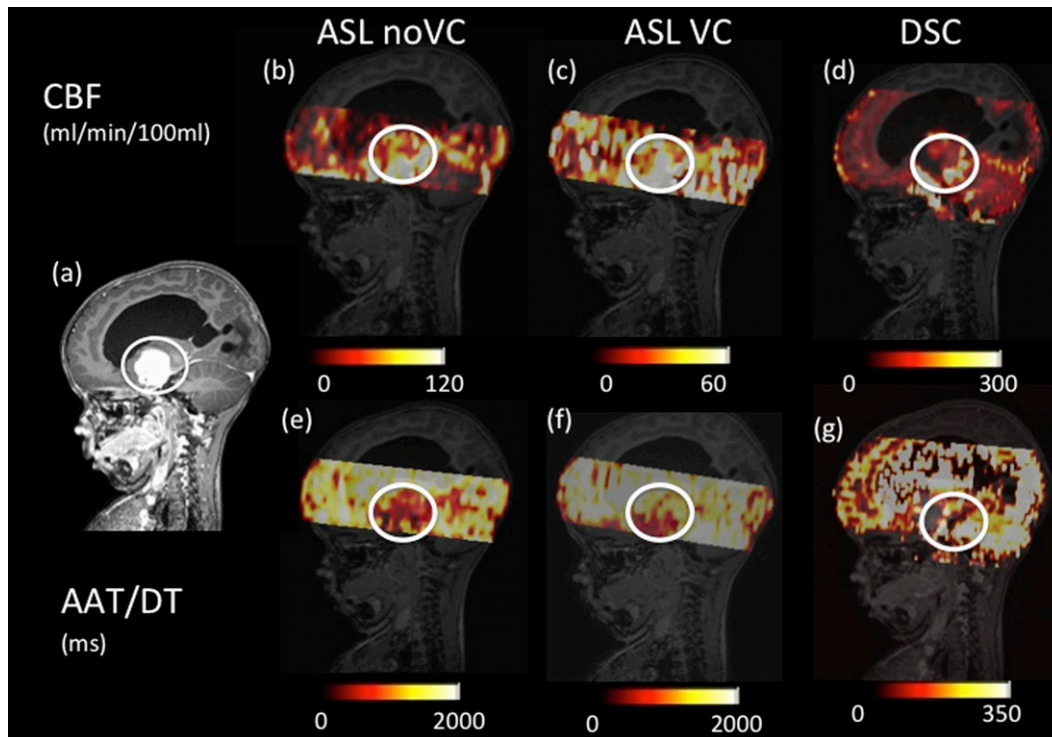 ASL noVC
ASL VC
DSC
CBF
(ml/min/100ml)
(b)
(c)
(d)
(a)
0
120
0
60
0
300
(e)
(f)
(g)
AAT/DT
(ms)
0
2000
0
2000
0
350